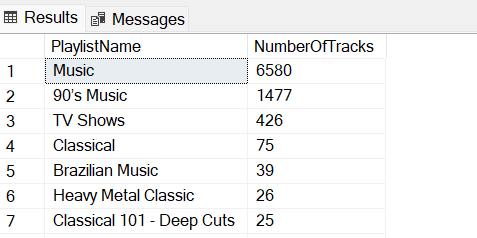 Results Messages
PlaylistName NumberOfTracks
1 Music 6580
2 90’s Music 1477
3 TV Shows 426
4 Classical 75
5 Brazilian Music 39
6 Heavy Metal Classic 26
7 Classical 101 - Deep Cuts 25